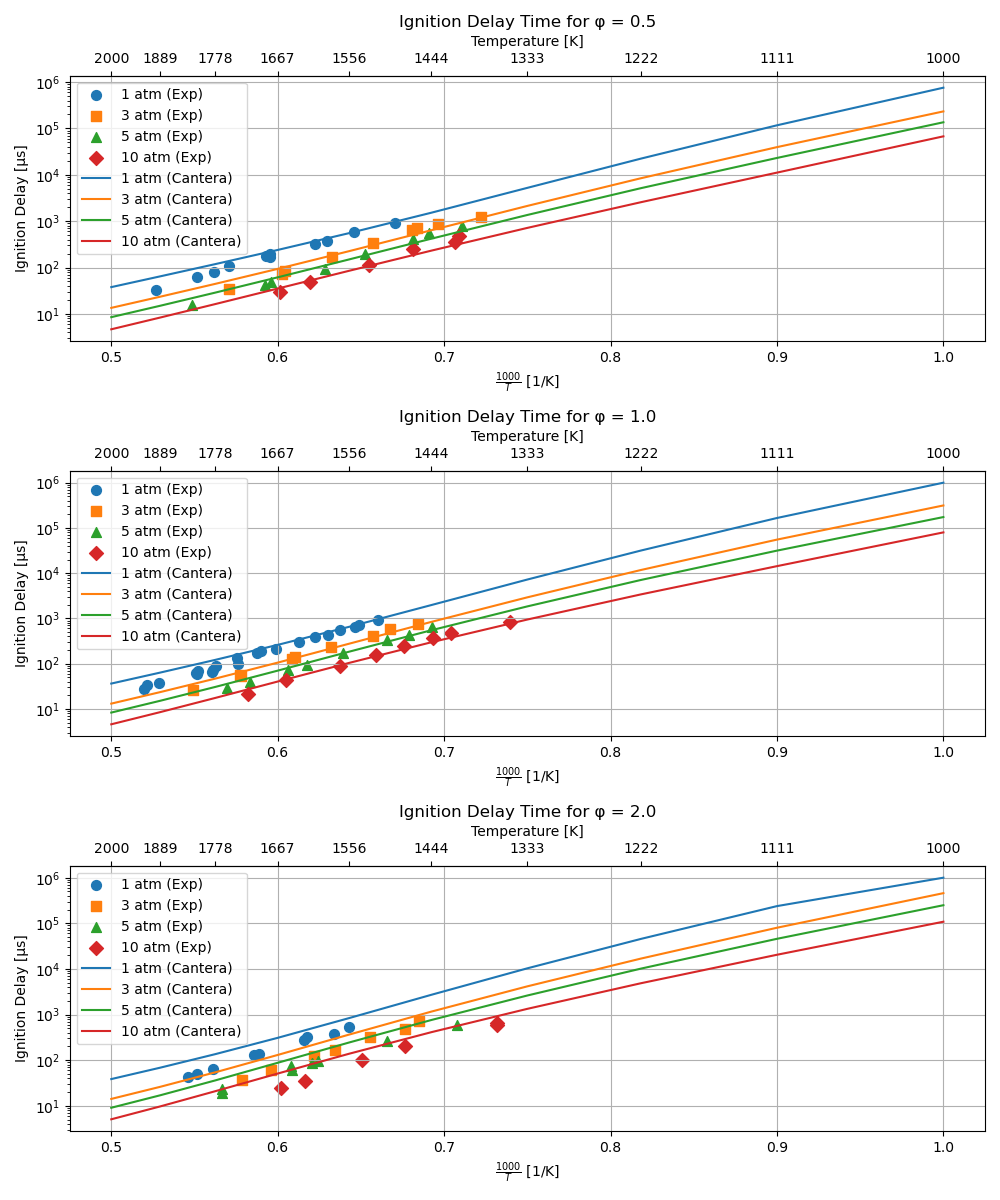 Ignition Delay Time for φ = 0.5
Temperature [K]
2000 1889 1778 1667 1556 1444 1333 1222 1111 1000
10⁶
10⁵
10⁴
10³
10²
10¹
Ignition Delay [µs]
1 atm (Exp)
3 atm (Exp)
5 atm (Exp)
10 atm (Exp)
1 atm (Cantera)
3 atm (Cantera)
5 atm (Cantera)
10 atm (Cantera)
0.5 0.6 0.7 0.8 0.9 1.0
1000/T [1/K]
Ignition Delay Time for φ = 1.0
Temperature [K]
2000 1889 1778 1667 1556 1444 1333 1222 1111 1000
10⁶
10⁵
10⁴
10³
10²
10¹
Ignition Delay [µs]
1 atm (Exp)
3 atm (Exp)
5 atm (Exp)
10 atm (Exp)
1 atm (Cantera)
3 atm (Cantera)
5 atm (Cantera)
10 atm (Cantera)
0.5 0.6 0.7 0.8 0.9 1.0
1000/T [1/K]
Ignition Delay Time for φ = 2.0
Temperature [K]
2000 1889 1778 1667 1556 1444 1333 1222 1111 1000
10⁶
10⁵
10⁴
10³
10²
10¹
Ignition Delay [µs]
1 atm (Exp)
3 atm (Exp)
5 atm (Exp)
10 atm (Exp)
1 atm (Cantera)
3 atm (Cantera)
5 atm (Cantera)
10 atm (Cantera)
0.5 0.6 0.7 0.8 0.9 1.0
1000/T [1/K]